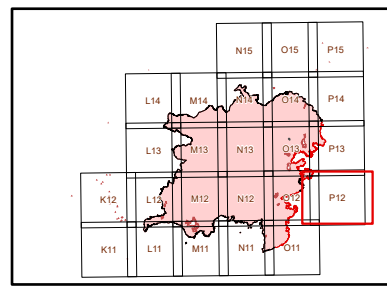 N15 O15 P15
L14 M14 N14 O14 P14
L13 M13 N13 O13 P13
K12 L12 M12 N12 O12 P12
K11 L11 M11 N11 O11